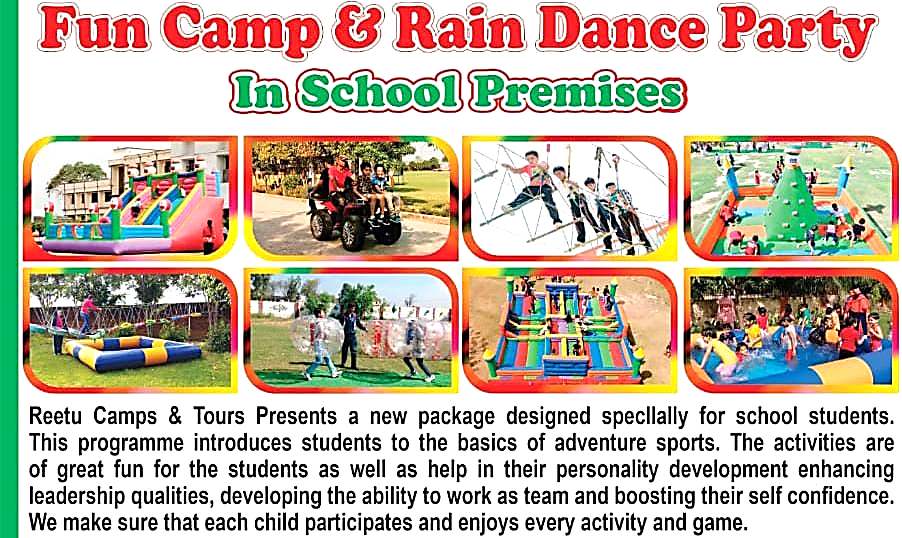 Fun Camp & Rain Dance Party
In School Premises
Reetu Camps & Tours Presents a new package designed specllally for school students.
This programme introduces students to the basics of adventure sports. The activities are
of great fun for the students as well as help in their personality development enhancing
leadership qualities, developing the ability to work as team and boosting their self confidence.
We make sure that each child participates and enjoys every activity and game.